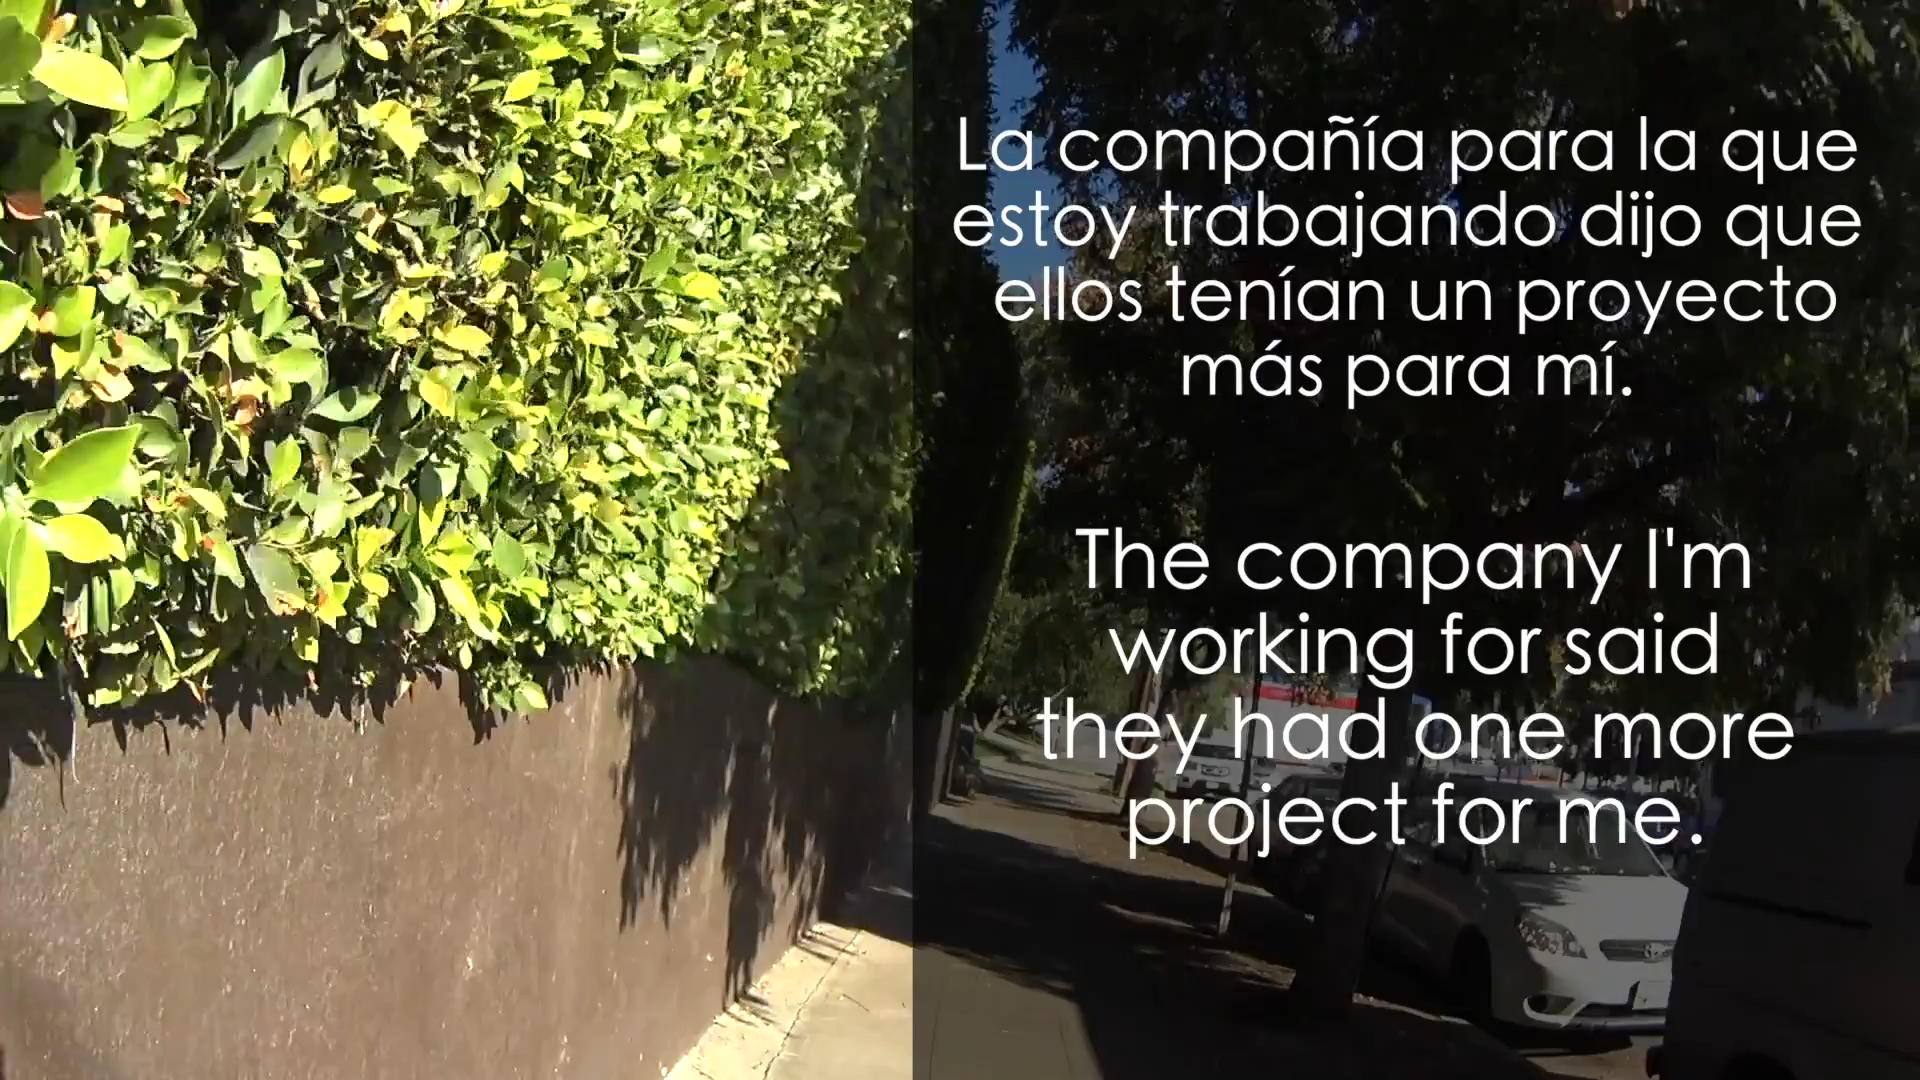 La compañía para la que
estoy trabajando dijo que
ellos tenían un proyecto
más para mí.
The company I'm
working for said
they had one more
project for me.